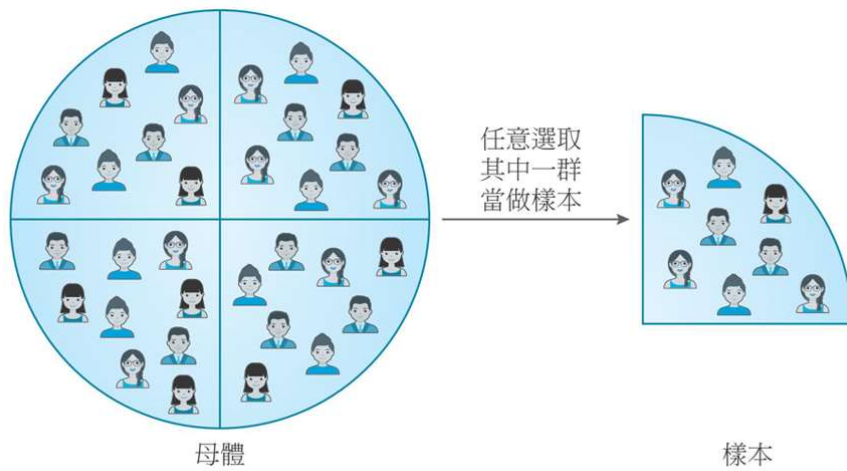 任意選取
其中一群
當做樣本
母體
樣本